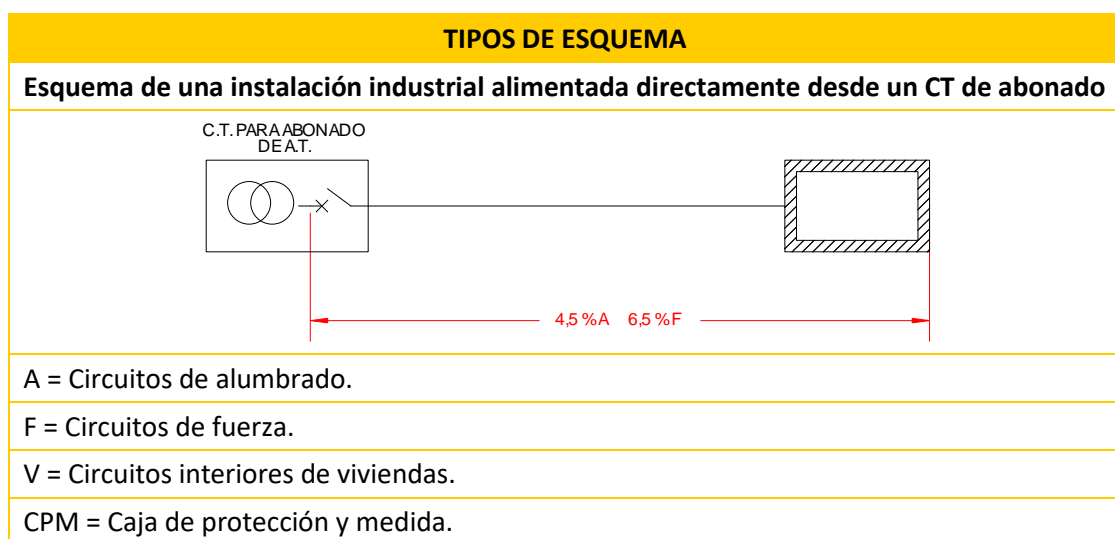 TIPOS DE ESQUEMA
Esquema de una instalación industrial alimentada directamente desde un CT de abonado
C.T. PARA ABONADO
DE A.T.
4,5 % A 6,5 % F
A = Circuitos de alumbrado.
F = Circuitos de fuerza.
V = Circuitos interiores de viviendas.
CPM = Caja de protección y medida.